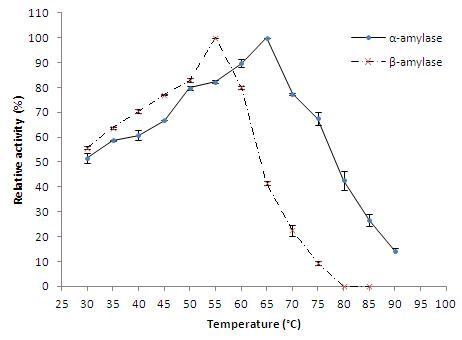 110
100
90
80
70
60
50
40
30
20
10
0
Relative activity (%)
α-amylase
β-amylase
25 30 35 40 45 50 55 60 65 70 75 80 85 90 95 100
Temperature (°C)